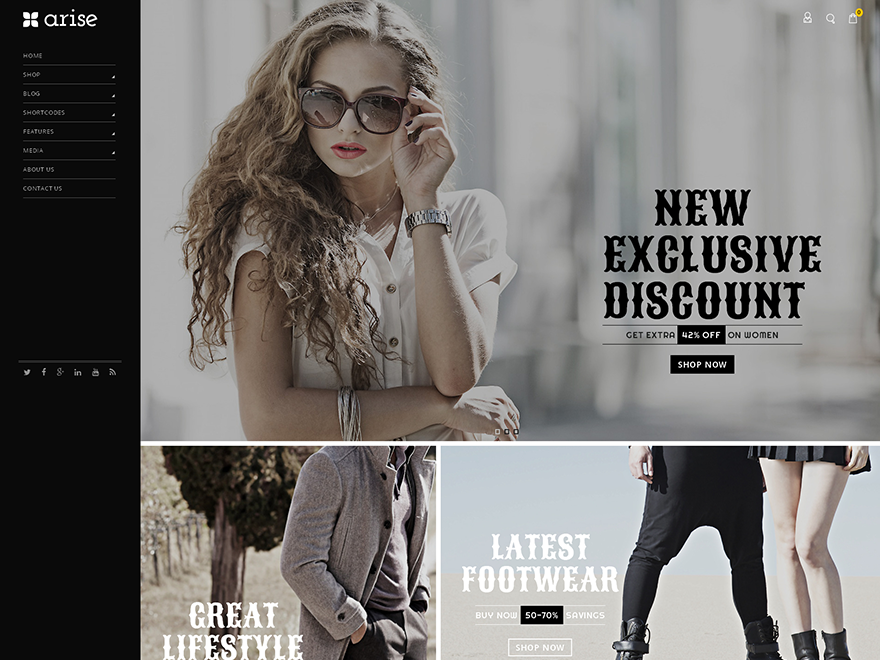 arise
HOME
SHOP
BLOG
SHORTCODES
FEATURES
MEDIA
ABOUT US
CONTACT US
0
NEW
EXCLUSIVE
DISCOUNT
GET EXTRA 42% OFF ON WOMEN
SHOP NOW
GREAT
LIFESTYLE
LATEST
FOOTWEAR
BUY NOW 50-70% SAVINGS
SHOP NOW